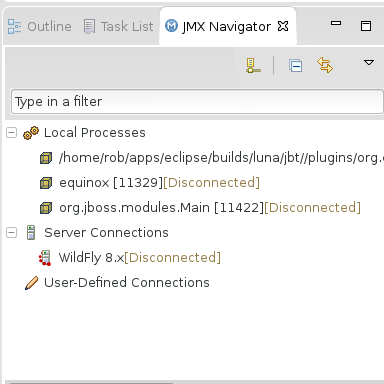 Outline Task List JMX Navigator
Type in a filter
Local Processes
/home/rob/apps/eclipse/builds/luna/jbt//plugins/org.
equinox [11329][Disconnected]
org.jboss.modules.Main [11422][Disconnected]
Server Connections
WildFly 8.x[Disconnected]
User-Defined Connections